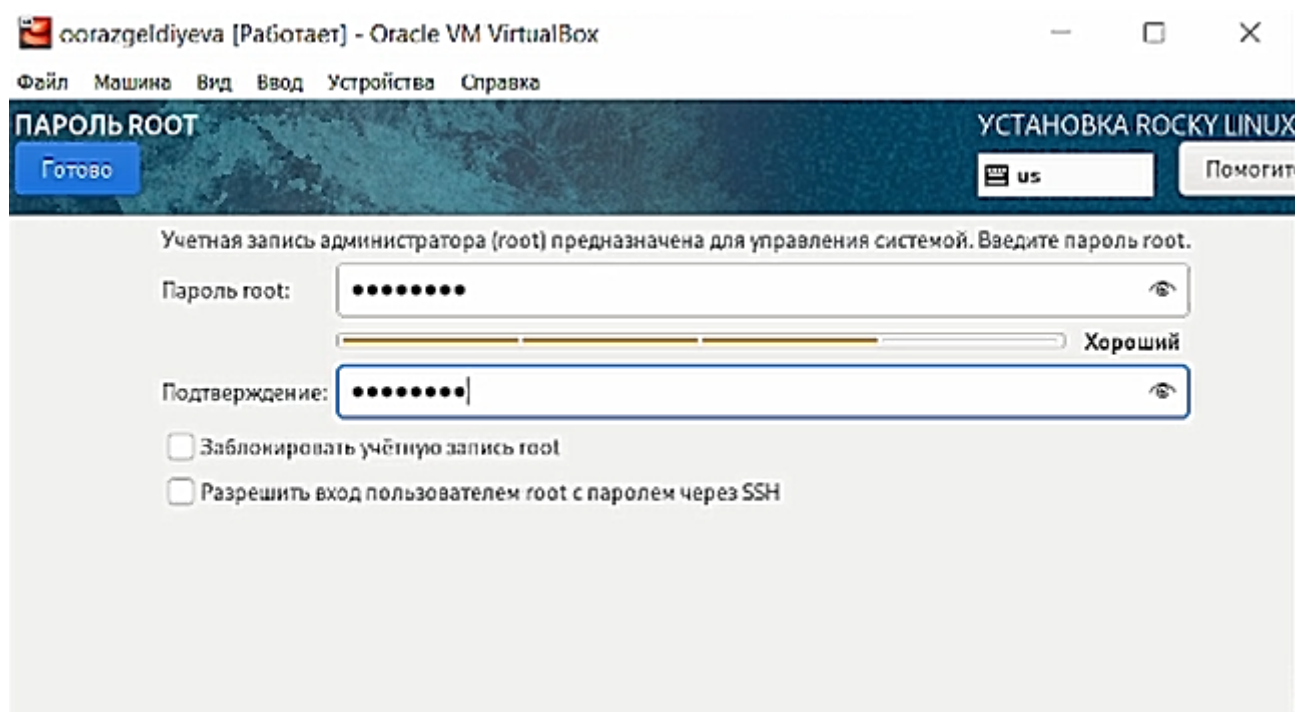 oorazgeldiyeva [Работает] - Oracle VM VirtualBox
Файл Машина Вид Ввод Устройства Справка
ПАРОЛЬ ROOT
УСТАНОВКА ROCKY LINUX
Готово
us
Помогит
Учетная запись администратора (root) предназначена для управления системой. Введите пароль root.
Пароль root: ●●●●●●●●
Хороший
Подтверждение: ●●●●●●●●
Заблокировать учётную запись root
Разрешить вход пользователем root с паролем через SSH